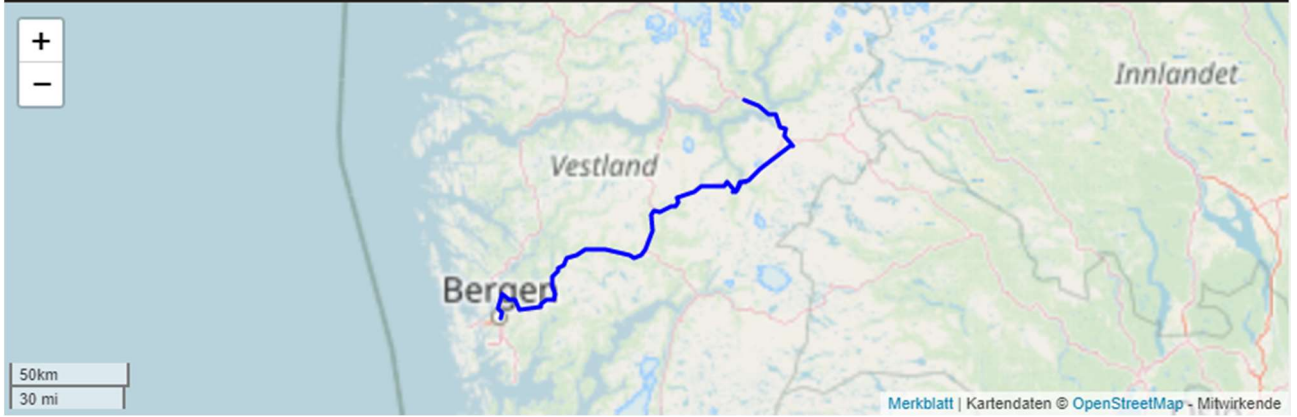 +
−
Innlandet
Vestland
Bergen
50km
30 mi
Merkblatt | Kartendaten © OpenStreetMap - Mitwirkende